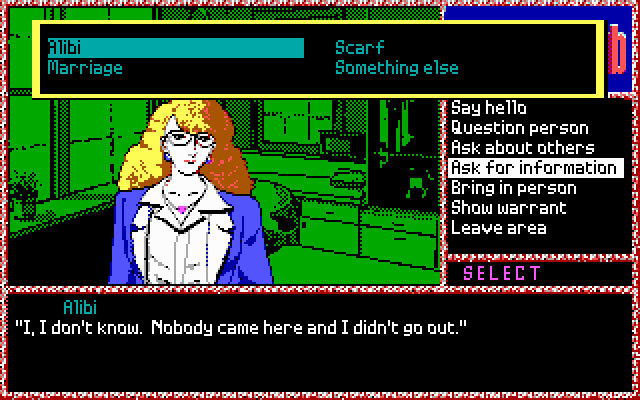 Alibi
Scarf
Marriage
Something else
b
Say hello
Question person
Ask about others
Ask for information
Bring in person
Show warrant
Leave area
SELECT
Alibi
"I, I don't know. Nobody came here and I didn't go out."